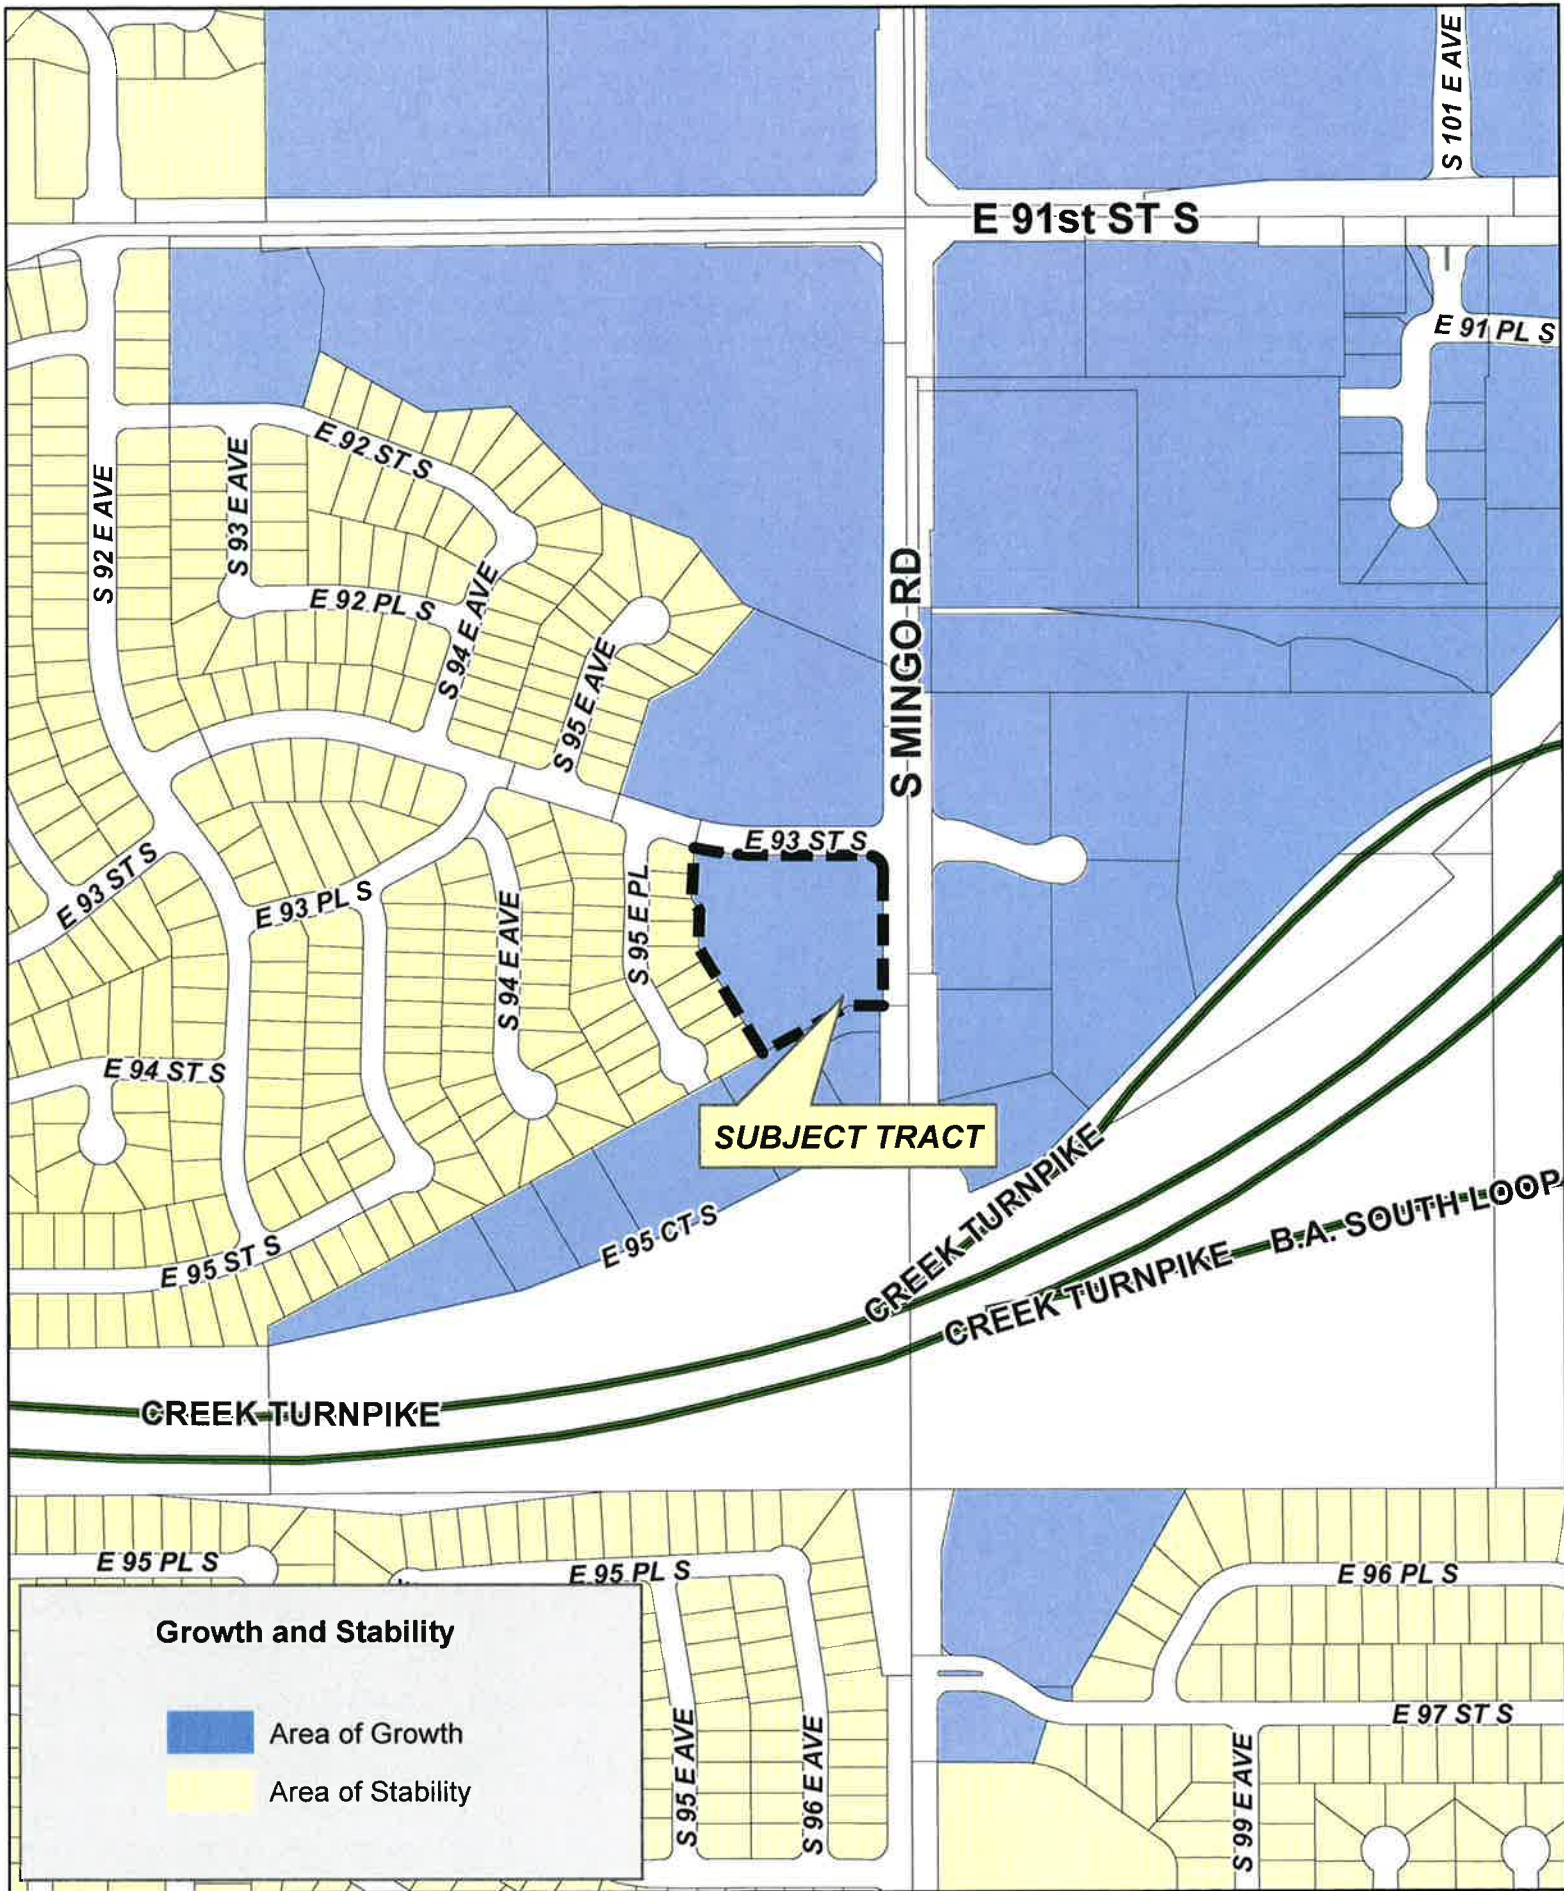 S 101 E AVE
E 91st ST S
E 91 PL S
E 92 ST S
S 92 E AVE
S 93 E AVE
E 92 PL S
S 94 E AVE
S 95 E AVE
S MINGO RD
E 93 ST S
E 93 ST S
E 93 PL S
S 94 E AVE
S 95 E PL
E 94 ST S
SUBJECT TRACT
E 95 CT S
E 95 ST S
CREEK TURNPIKE
CREEK TURNPIKE
B.A. SOUTH LOOP
CREEK TURNPIKE
E 95 PL S
E 95 PL S
E 96 PL S
E 97 ST S
S 95 E AVE
S 96 E AVE
S 99 E AVE
Growth and Stability
Area of Growth
Area of Stability